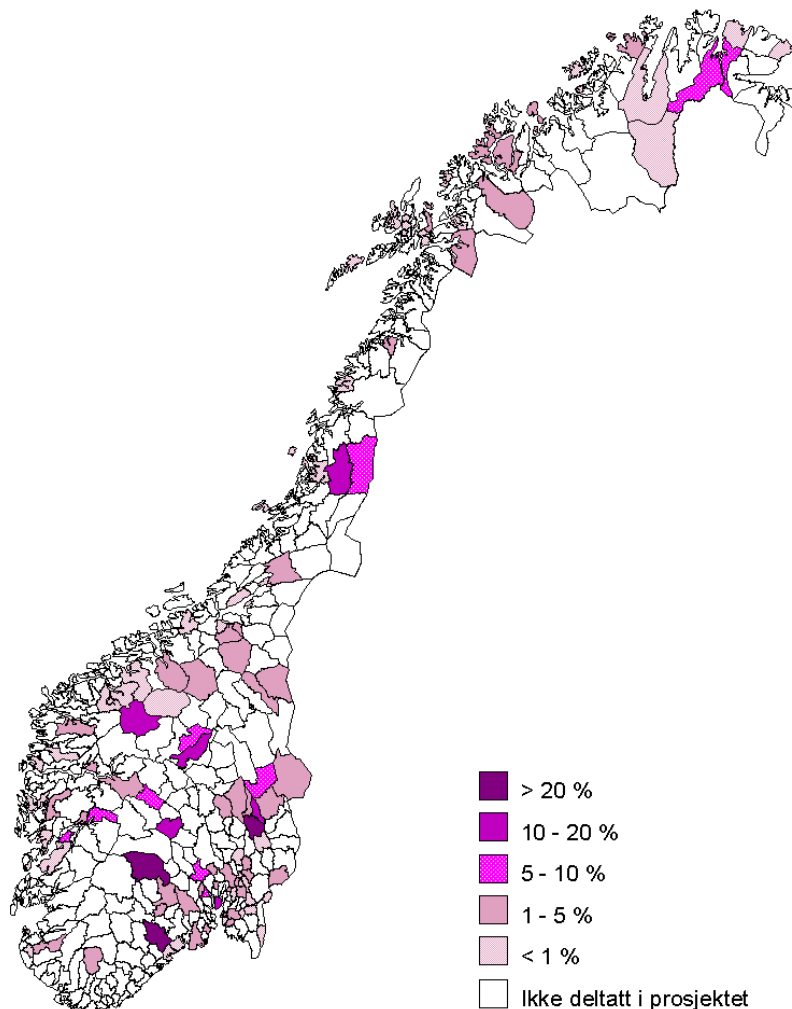 > 20 %
10 - 20 %
5 - 10 %
1 - 5 %
< 1 %
Ikke deltatt i prosjektet